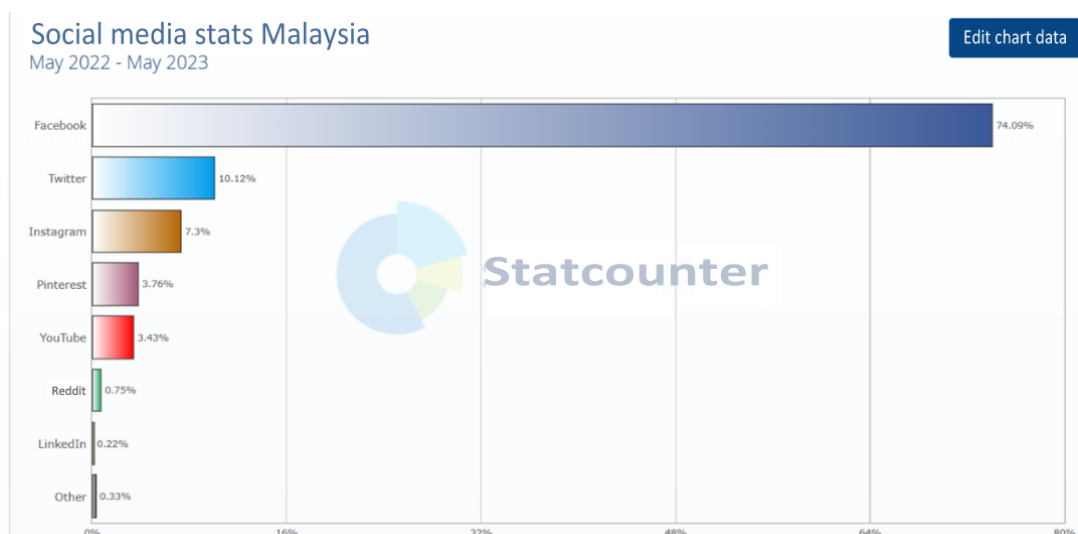 Social media stats Malaysia
Edit chart data
May 2022 - May 2023
Facebook 74.09%
Twitter 10.12%
Instagram 7.3%
Statcounter
Pinterest 3.76%
YouTube 3.43%
Reddit 0.75%
LinkedIn 0.22%
Other 0.33%
0% 16% 32% 48% 64% 80%